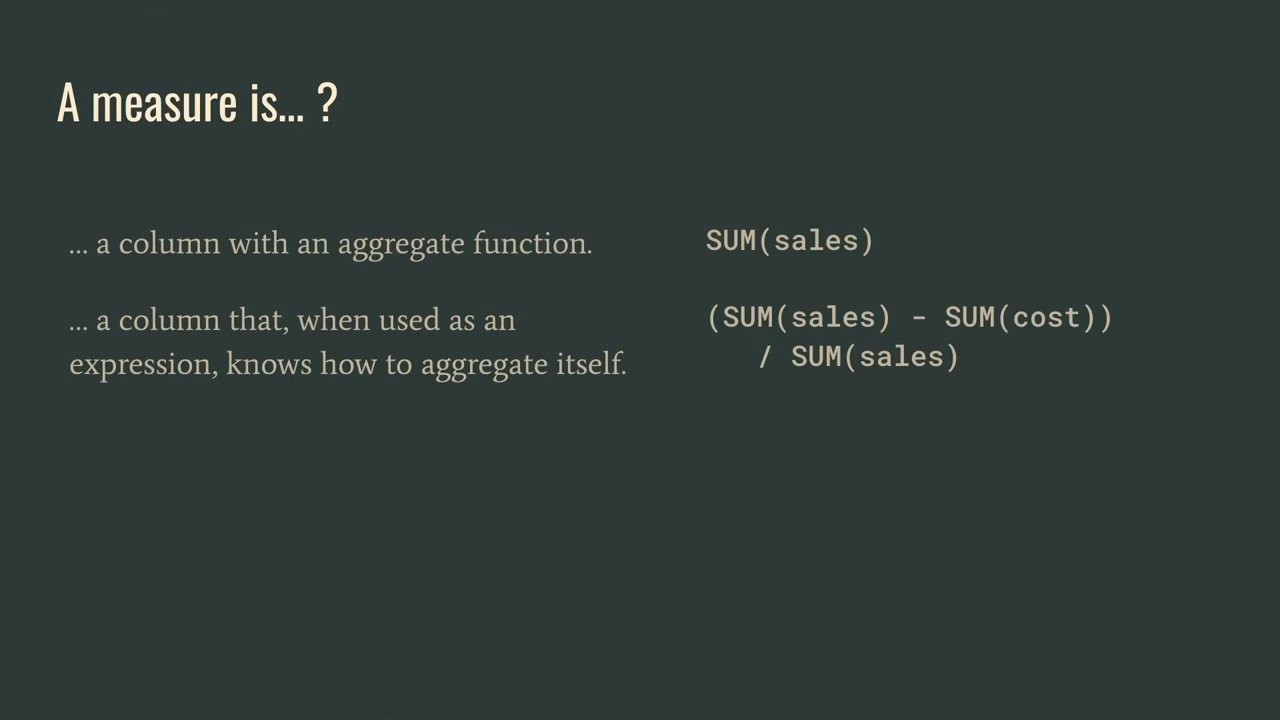 A measure is... ?
... a column with an aggregate function.
SUM(sales)
... a column that, when used as an
expression, knows how to aggregate itself.
(SUM(sales) - SUM(cost))
/ SUM(sales)